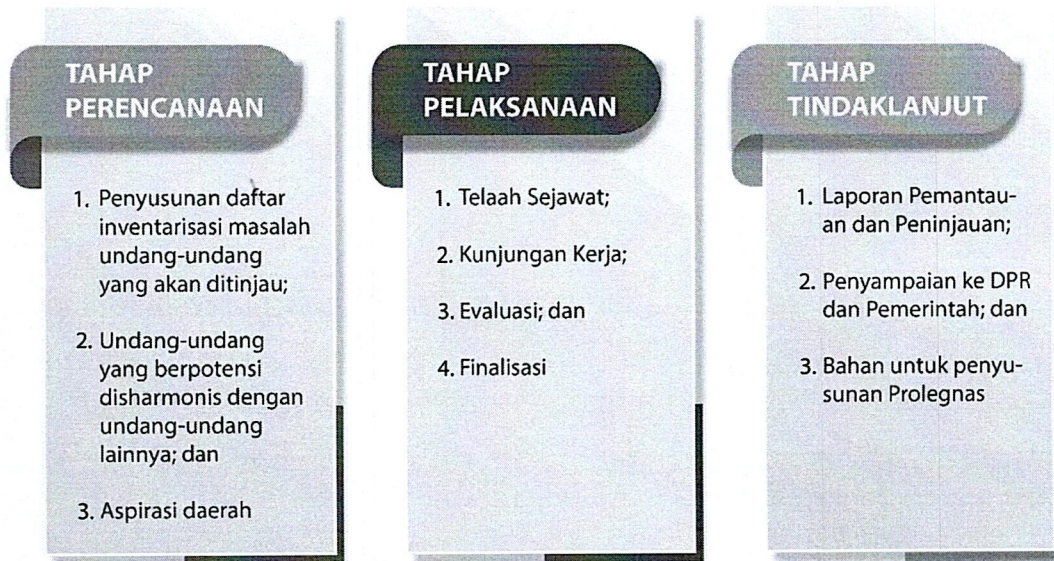 TAHAP
PERENCANAAN
1. Penyusunan daftar
inventarisasi masalah
undang-undang
yang akan ditinjau;
2. Undang-undang
yang berpotensi
disharmonis dengan
undang-undang
lainnya; dan
3. Aspirasi daerah
TAHAP
PELAKSANAAN
1. Telaah Sejawat;
2. Kunjungan Kerja;
3. Evaluasi; dan
4. Finalisasi
TAHAP
TINDAKLANJUT
1. Laporan Pemantau-
an dan Peninjauan;
2. Penyampaian ke DPR
dan Pemerintah; dan
3. Bahan untuk penyu-
sunan Prolegnas